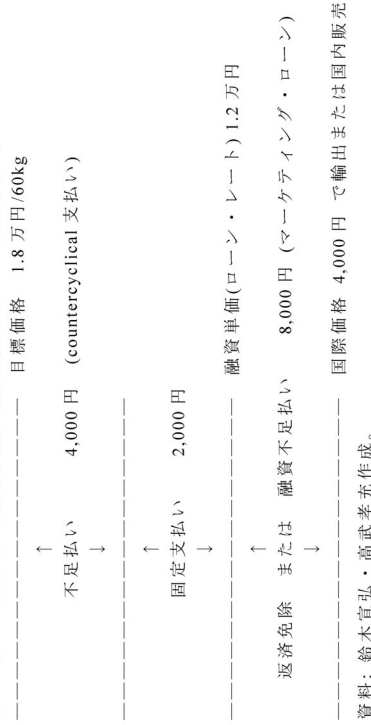 目標価格 1.8 万円/60kg
↑
不足払い 4,000 円 (countercyclical 支払い)
↓
↑
固定支払い 2,000 円
↓
融資単価(ローン・レート) 1.2 万円
↑
返済免除 または 融資不足払い 8,000 円 (マーケティング・ローン)
↓
国際価格 4,000 円 で輸出または国内販売
資料: 鈴木宣弘・高武孝充作成。